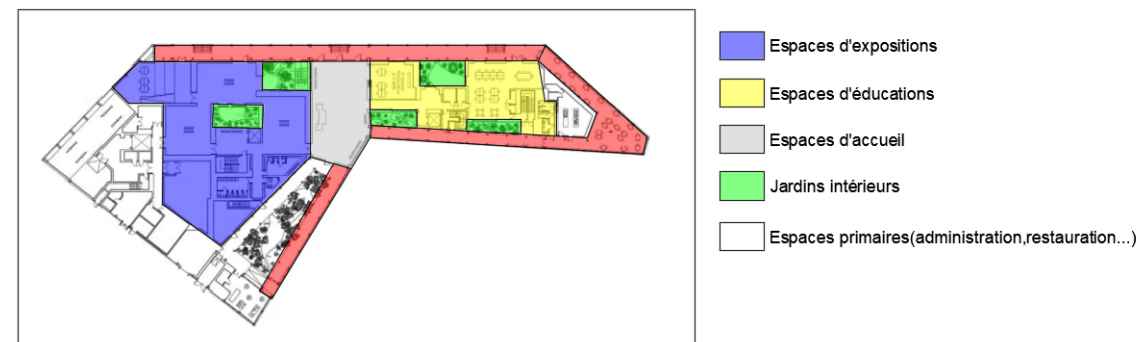 Espaces d'expositions
Espaces d'éducations
Espaces d'accueil
Jardins intérieurs
Espaces primaires(administration,restauration...)